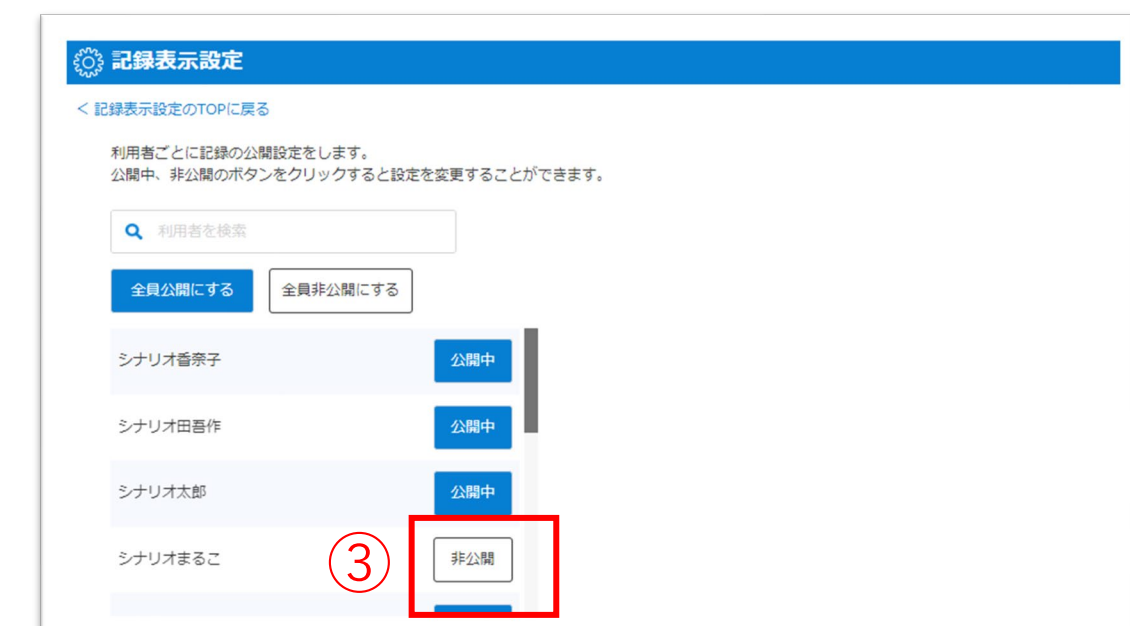 記録表示設定
< 記録表示設定のTOPに戻る
利用者ごとに記録の公開設定をします。
公開中、非公開のボタンをクリックすると設定を変更することができます。
利用者を検索
全員公開にする 全員非公開にする
シナリオ香奈子 公開中
シナリオ田吾作 公開中
シナリオ太郎 公開中
シナリオまるこ ③ 非公開